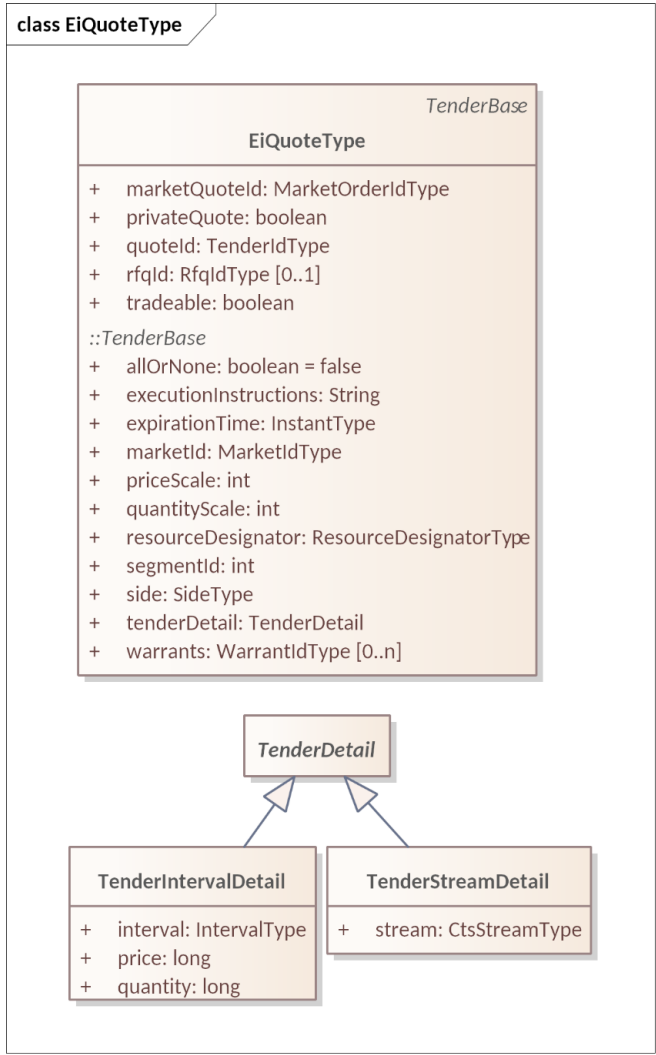 class EiQuoteType
TenderBase
EiQuoteType
+ marketQuoteId: MarketOrderIdType
+ privateQuote: boolean
+ quoteId: TenderIdType
+ rfqId: RfqIdType [0..1]
+ tradeable: boolean
::TenderBase
+ allOrNone: boolean = false
+ executionInstructions: String
+ expirationTime: InstantType
+ marketId: MarketIdType
+ priceScale: int
+ quantityScale: int
+ resourceDesignator: ResourceDesignatorType
+ segmentId: int
+ side: SideType
+ tenderDetail: TenderDetail
+ warrants: WarrantIdType [0..n]
TenderDetail
TenderIntervalDetail
+ interval: IntervalType
+ price: long
+ quantity: long
TenderStreamDetail
+ stream: CtsStreamType